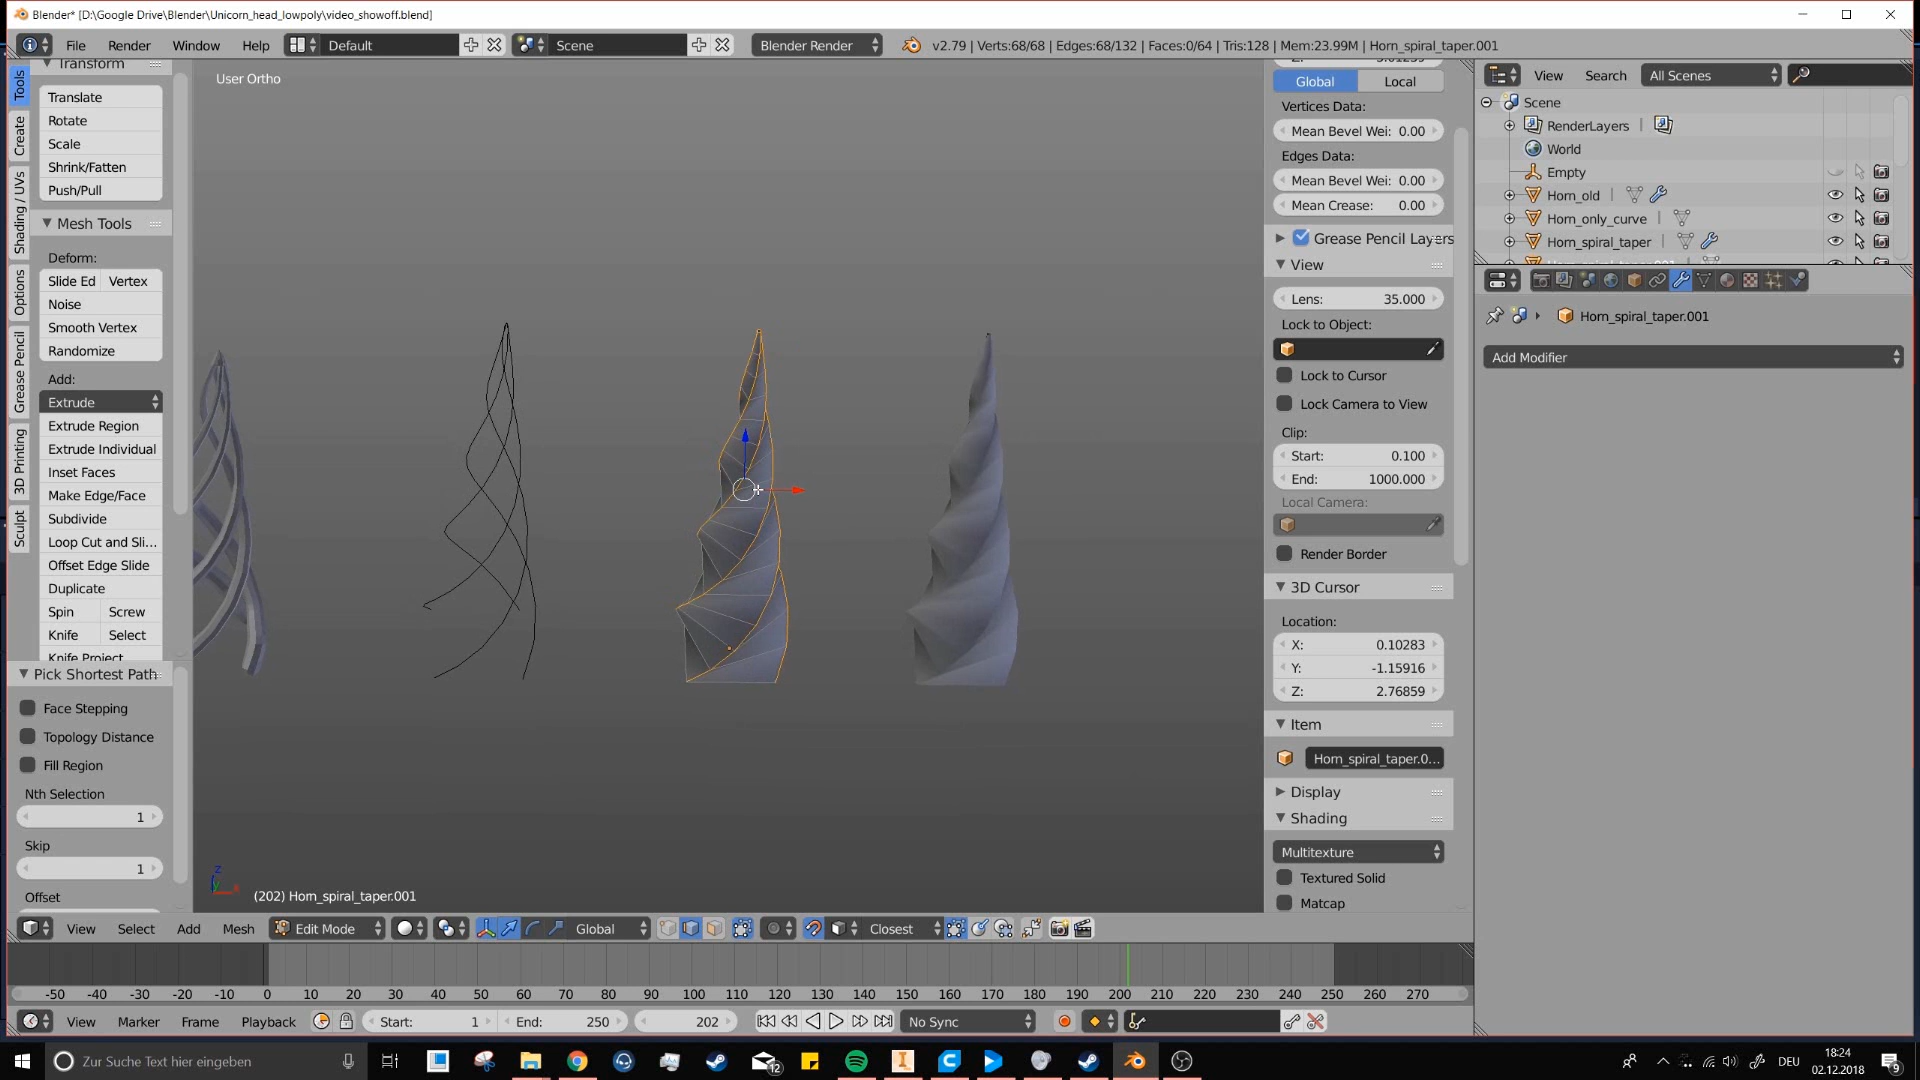 Blender* [D:\Google Drive\Blender\Unicorn_head_lowpoly\video_showoff.blend]
File Render Window Help Default Scene Blender Render v2.79 | Verts:68/68 | Edges:68/132 | Faces:0/64 | Tris:128 | Mem:23.99M | Horn_spiral_taper.001
Tools
Create
Shading / UVs
Options
Grease Pencil
3D Printing
Sculpt
Transform
Translate
Rotate
Scale
Shrink/Fatten
Push/Pull
Mesh Tools
Deform:
Slide Ed Vertex
Noise
Smooth Vertex
Randomize
Add:
Extrude
Extrude Region
Extrude Individual
Inset Faces
Make Edge/Face
Subdivide
Loop Cut and Sli...
Offset Edge Slide
Duplicate
Spin Screw
Knife Select
Knife Project
Pick Shortest Path
Face Stepping
Topology Distance
Fill Region
Nth Selection
1
Skip
1
Offset
User Ortho
z
(202) Horn_spiral_taper.001
Global Local
Vertices Data:
Mean Bevel Wei: 0.00
Edges Data:
Mean Bevel Wei: 0.00
Mean Crease: 0.00
Grease Pencil Layers
View
Lens: 35.000
Lock to Object:
Lock to Cursor
Lock Camera to View
Clip:
Start: 0.100
End: 1000.000
Local Camera:
Render Border
3D Cursor
Location:
X: 0.10283
Y: -1.15916
Z: 2.76859
Item
Horn_spiral_taper.0...
Display
Shading
Multitexture
Textured Solid
Matcap
View Search All Scenes
Scene
RenderLayers |
World
Empty
Horn_old
Horn_only_curve
Horn_spiral_taper
Horn_spiral_taper.001
Add Modifier
View Select Add Mesh Edit Mode Global Closest
-50 -40 -30 -20 -10 0 10 20 30 40 50 60 70 80 90 100 110 120 130 140 150 160 170 180 190 200 210 220 230 240 250 260 270
View Marker Frame Playback Start: 1 End: 250 202 No Sync
Zur Suche Text hier eingeben
12
DEU
18:24
02.12.2018
9